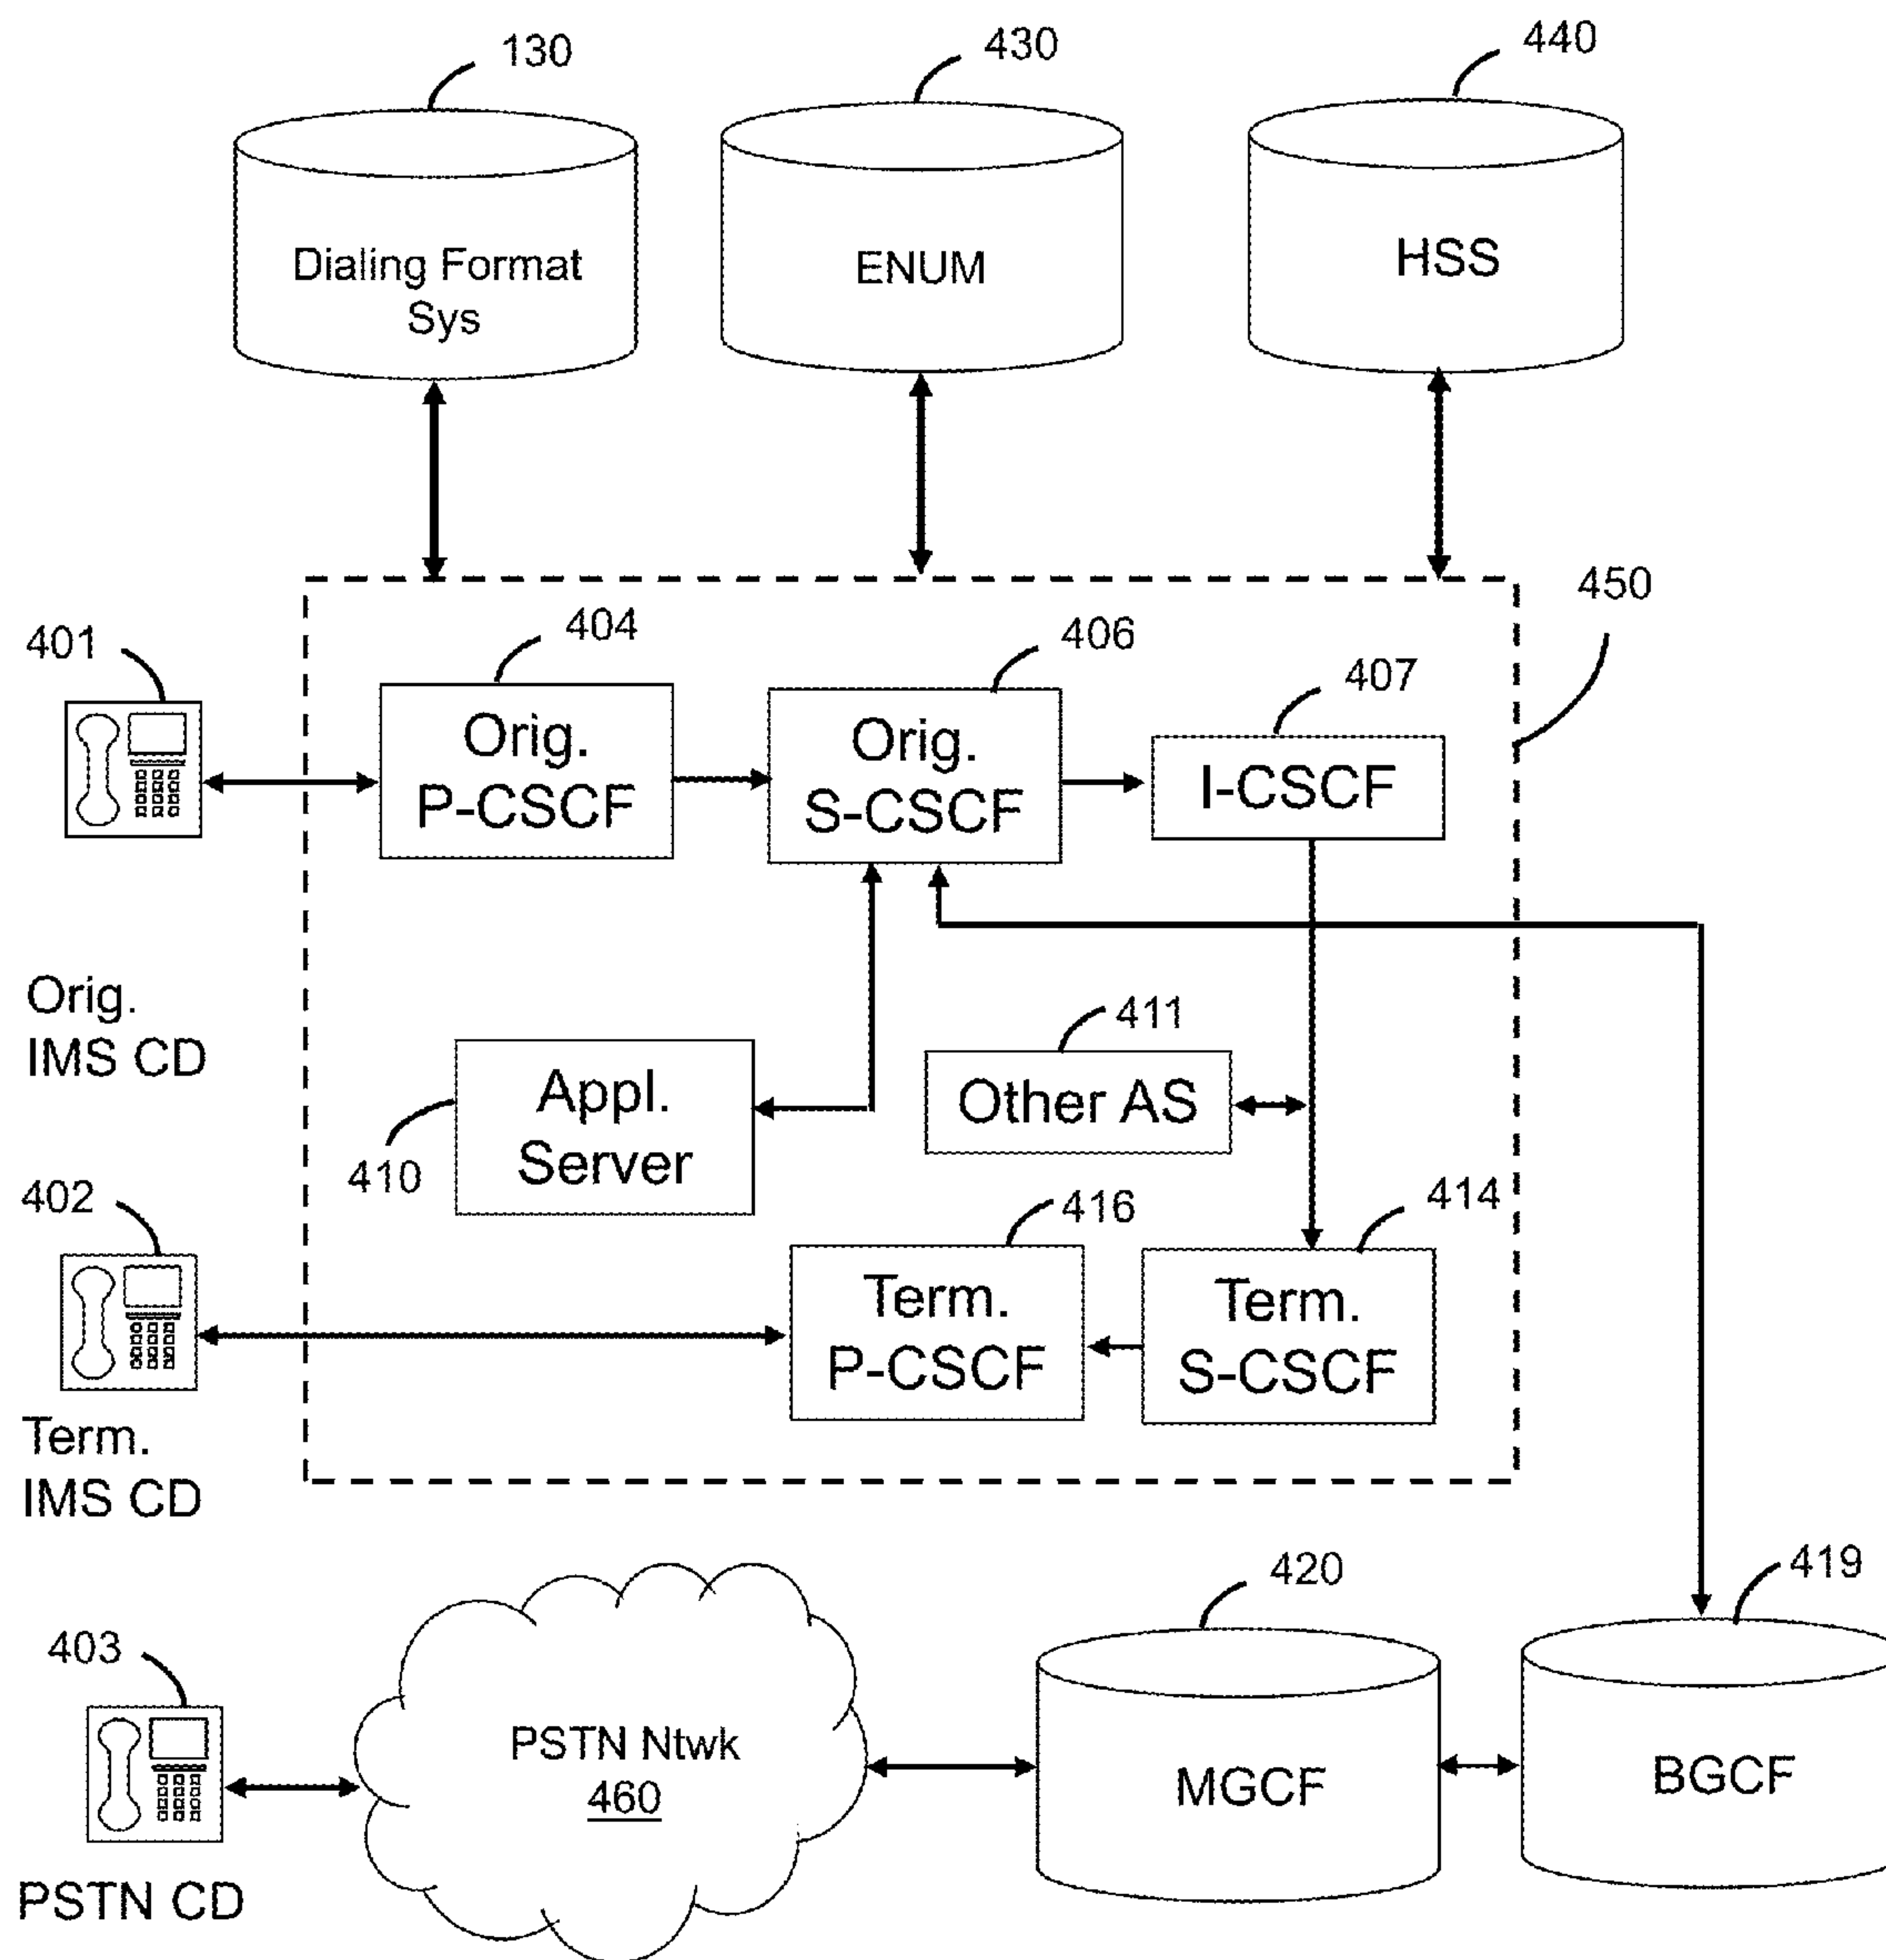 130
430
440
Dialing Format
Sys
ENUM
HSS
450
401
404
406
407
Orig.
P-CSCF
Orig.
S-CSCF
I-CSCF
Orig.
IMS CD
411
Other AS
Appl.
Server
410
402
416
414
Term.
P-CSCF
Term.
S-CSCF
Term.
IMS CD
420
419
403
PSTN Ntwk
460
MGCF
BGCF
PSTN CD